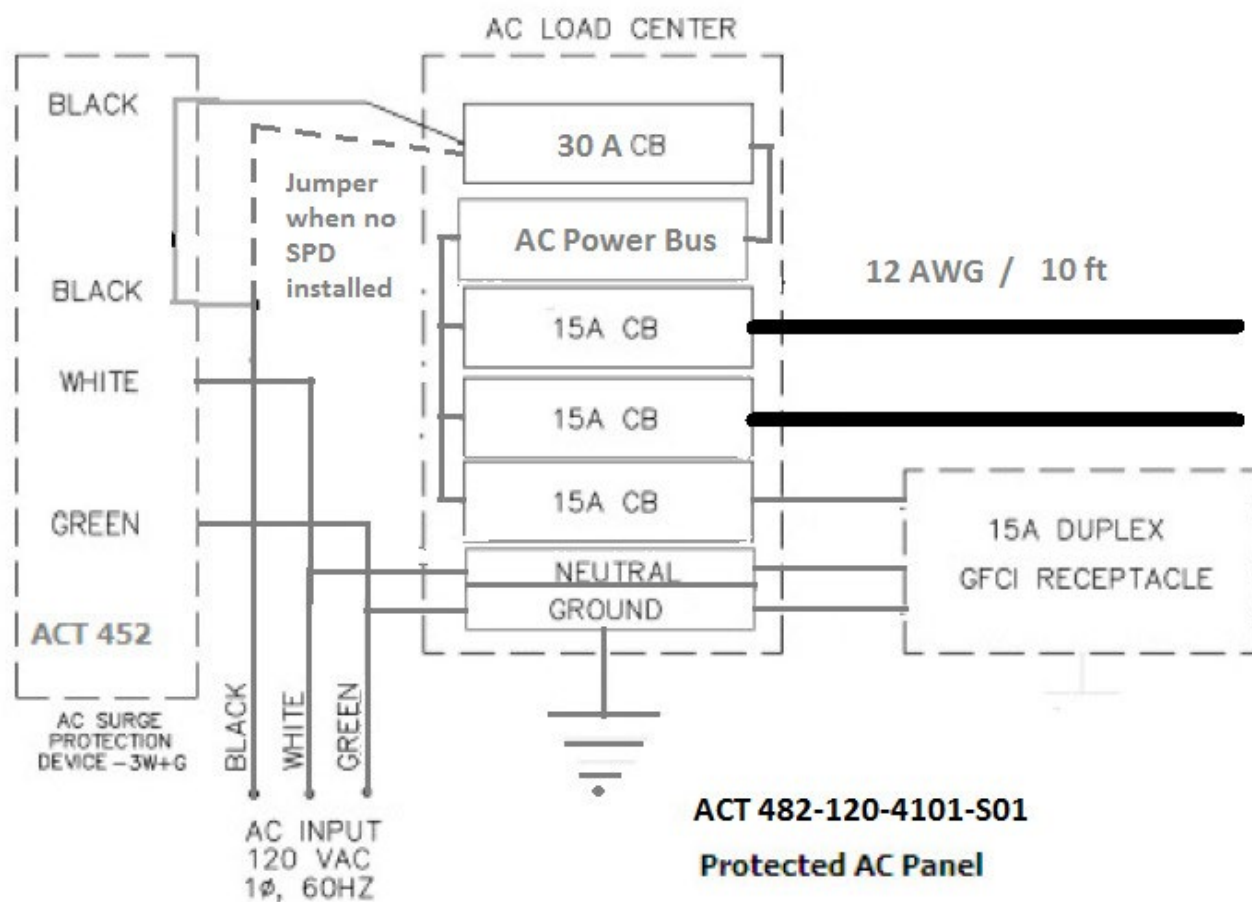 AC LOAD CENTER
BLACK
30 A CB
Jumper
when no
SPD
installed
AC Power Bus
12 AWG / 10 ft
BLACK
15A CB
WHITE
15A CB
GREEN
15A CB
15A DUPLEX
GFCI RECEPTACLE
NEUTRAL
GROUND
ACT 452
AC SURGE
PROTECTION
DEVICE-3W+G
BLACK
WHITE
GREEN
AC INPUT
120 VAC
1ø, 60HZ
ACT 482-120-4101-S01
Protected AC Panel